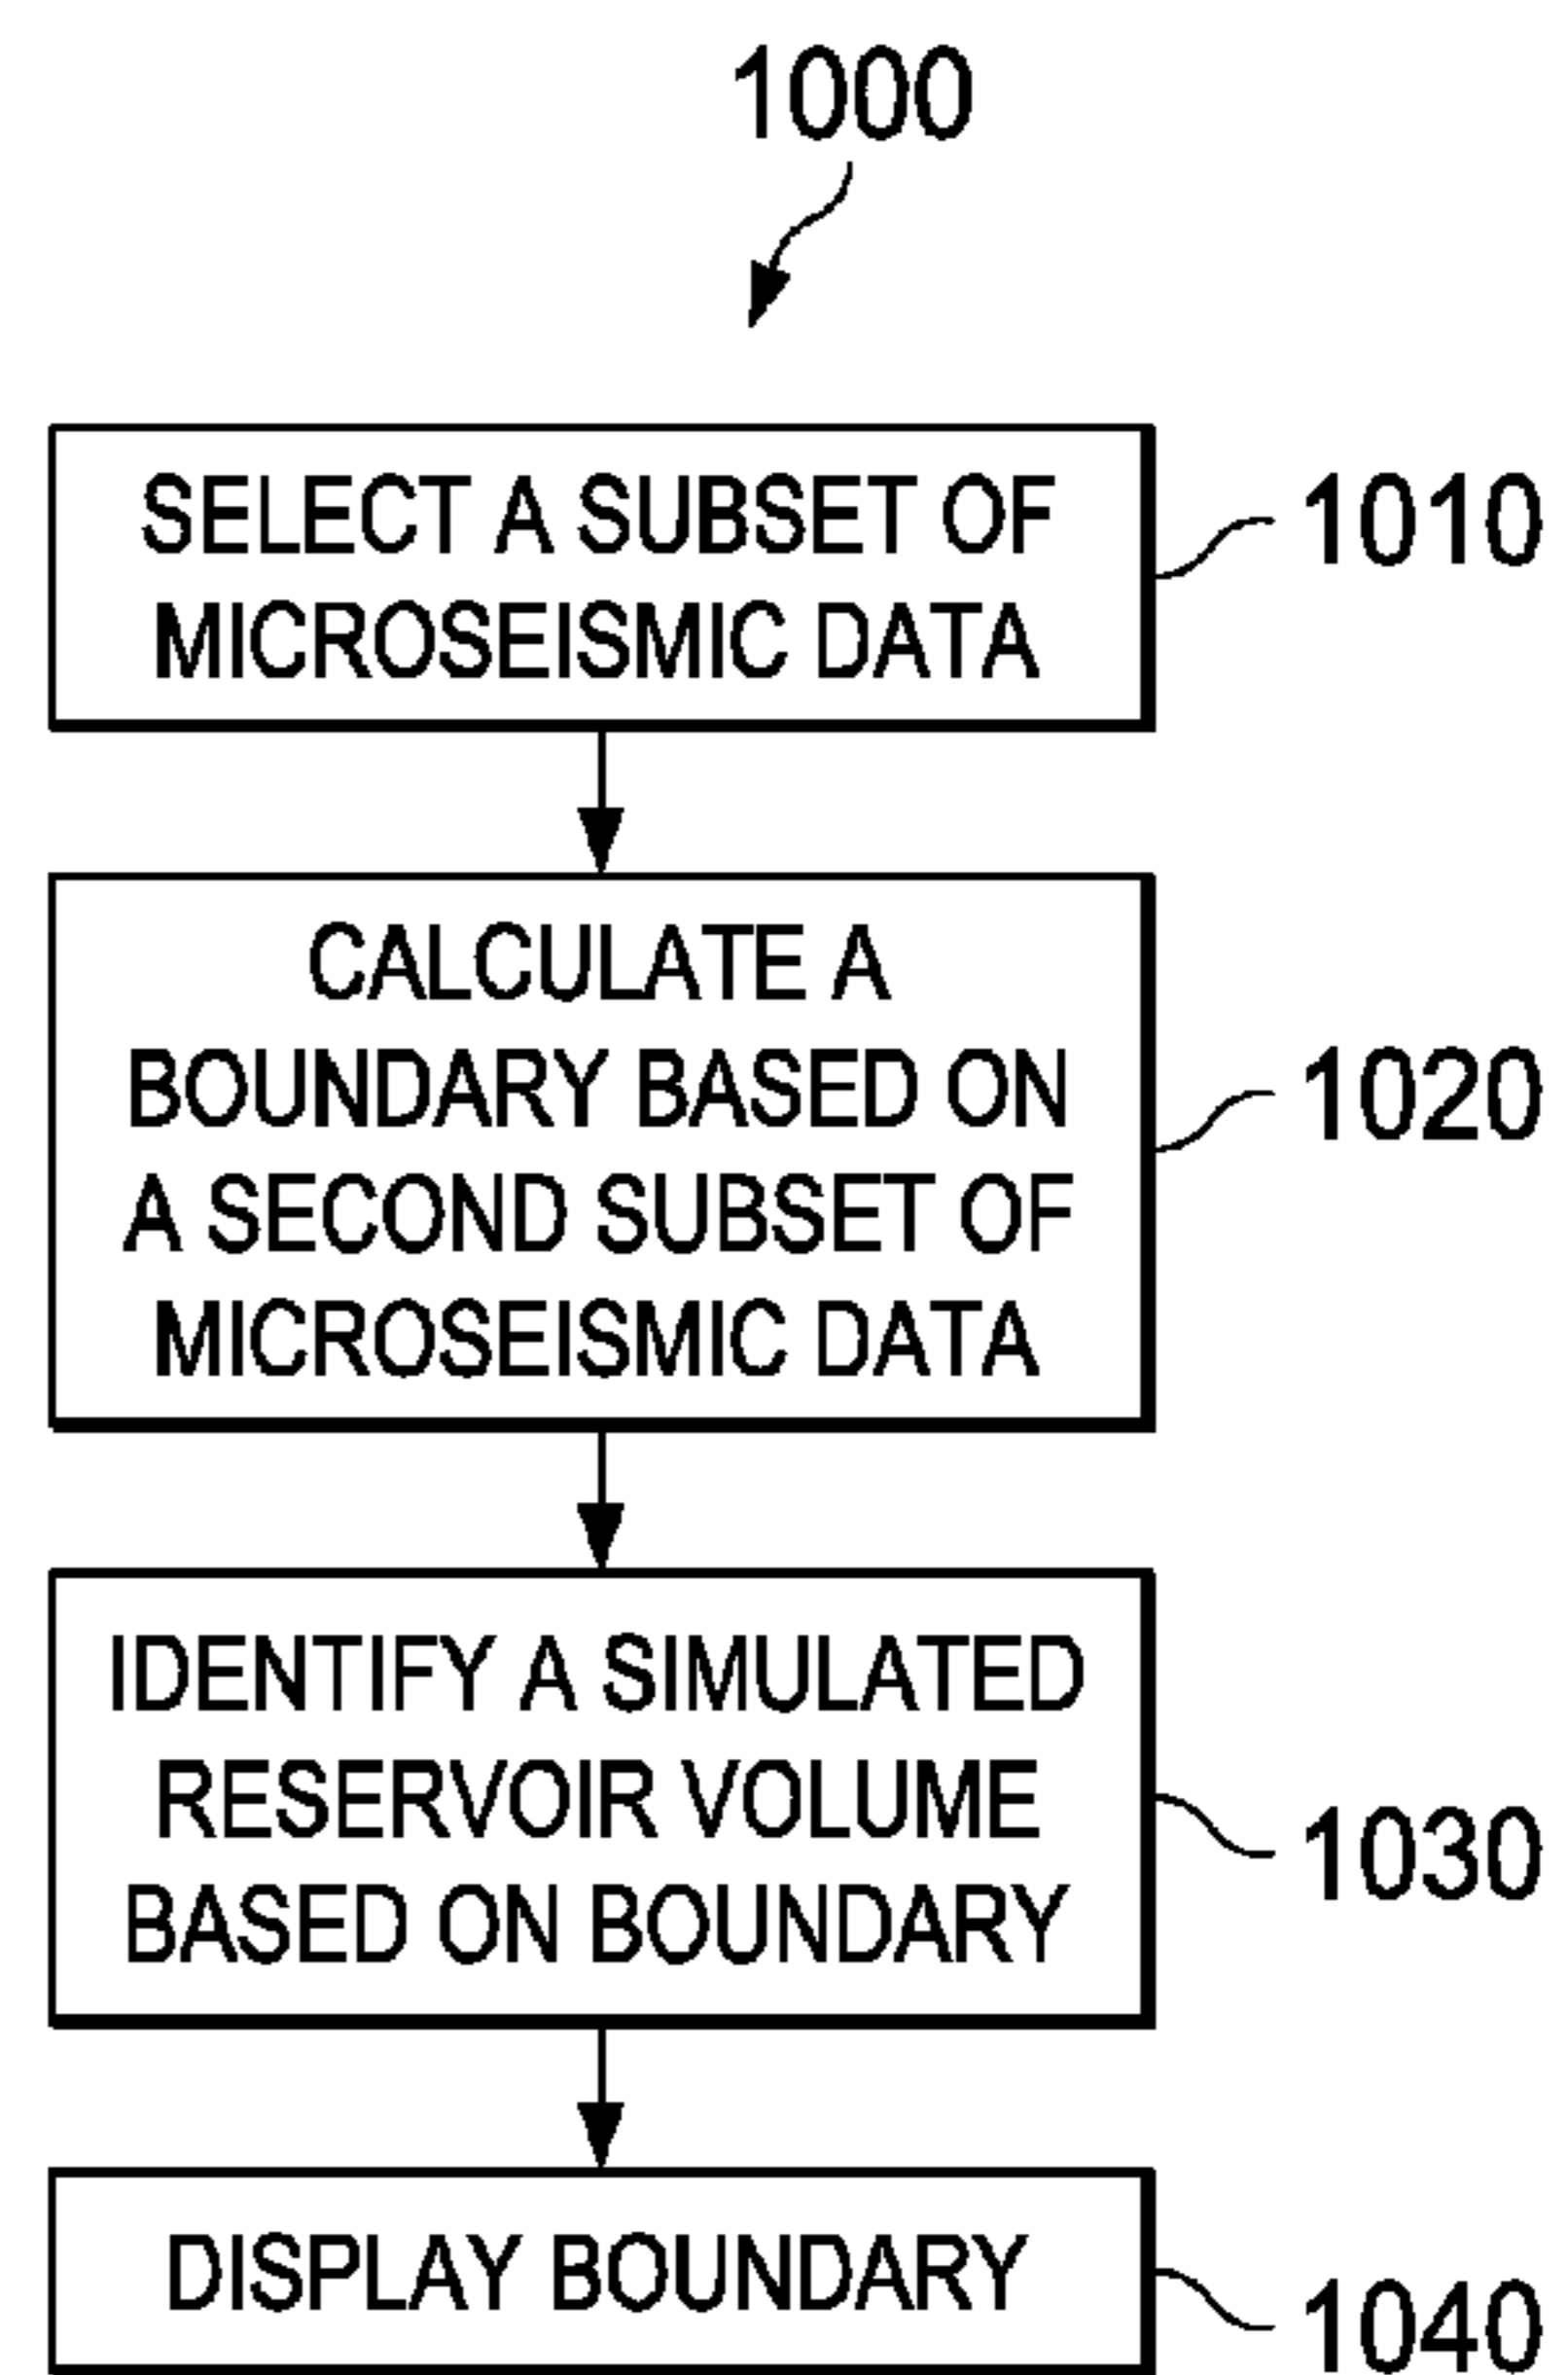 1000
SELECT A SUBSET OF
MICROSEISMIC DATA
1010
CALCULATE A
BOUNDARY BASED ON
A SECOND SUBSET OF
MICROSEISMIC DATA
1020
IDENTIFY A SIMULATED
RESERVOIR VOLUME
BASED ON BOUNDARY
1030
DISPLAY BOUNDARY
1040